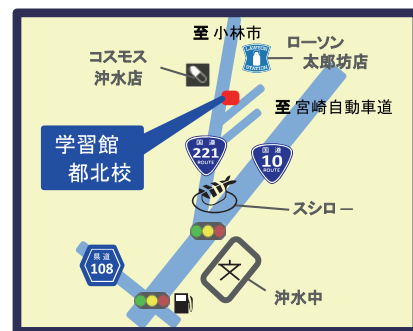 至 小林市
コスモス
沖水店
LAWSON
STATION
ローソン
太郎坊店
至 宮崎自動車道
学習館
都北校
国道
221
ROUTE
国道
10
ROUTE
スシロー
県道
108
文
沖水中